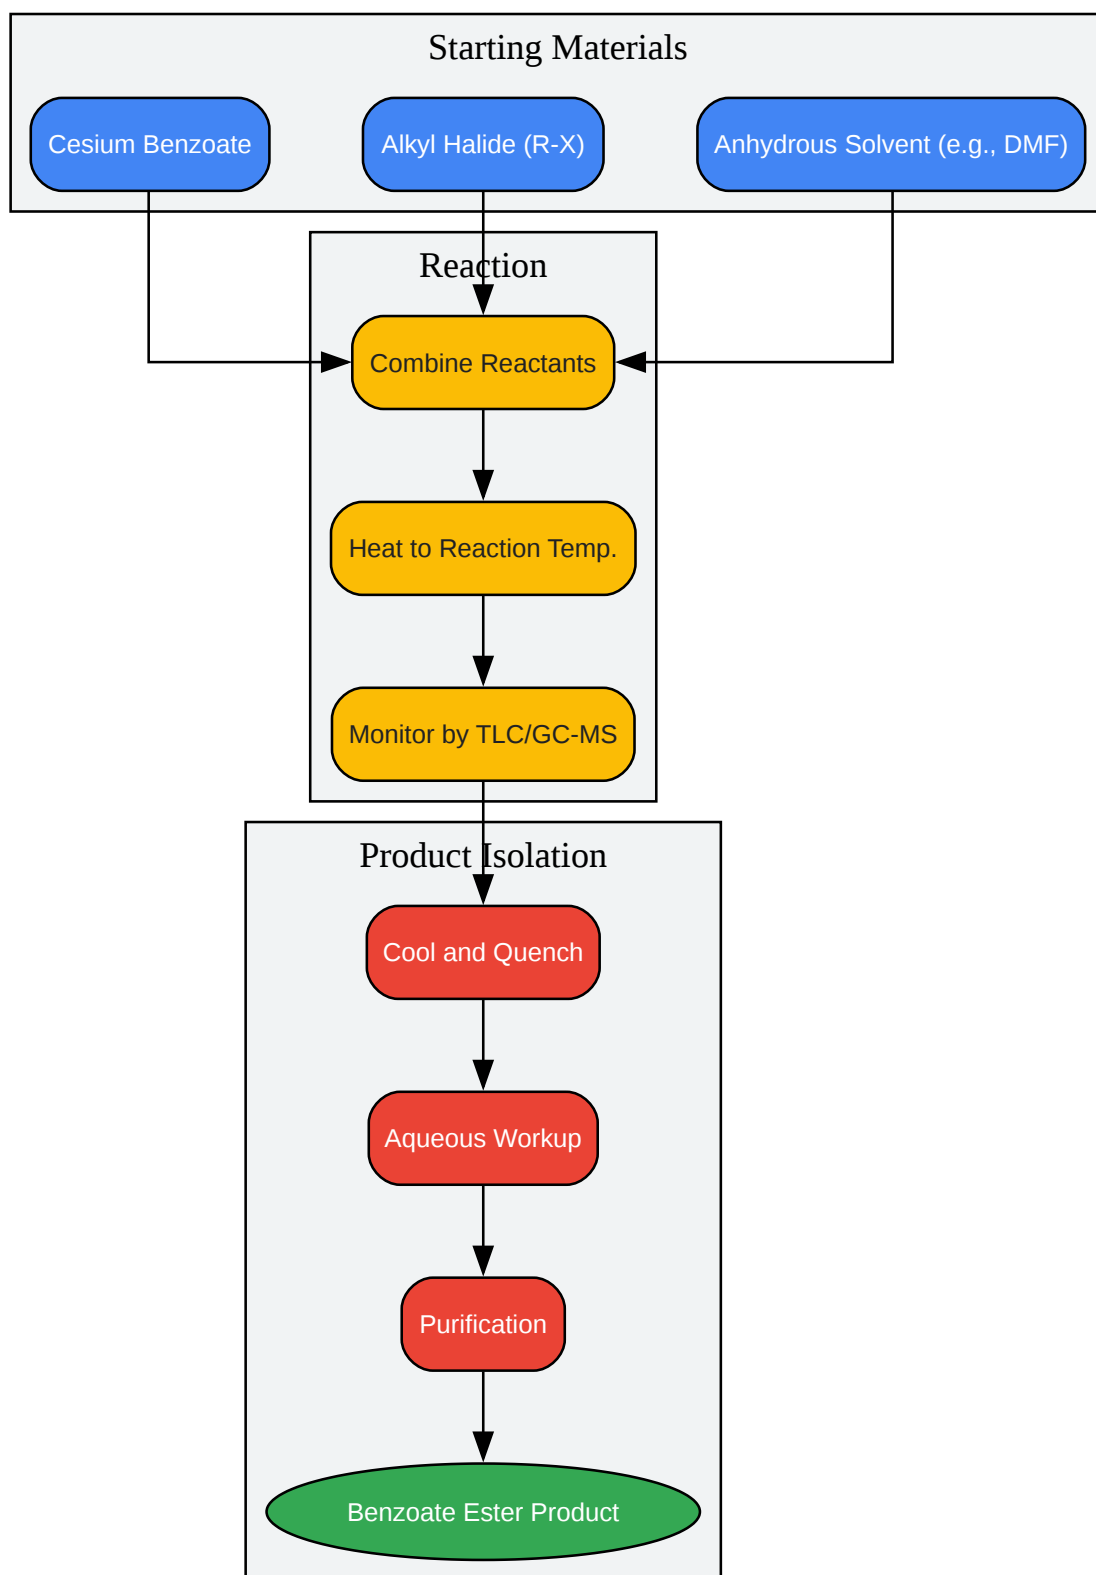 Starting Materials
Cesium Benzoate
Alkyl Halide (R-X)
Anhydrous Solvent (e.g., DMF)
Reaction
Combine Reactants
Heat to Reaction Temp.
Monitor by TLC/GC-MS
Product Isolation
Cool and Quench
Aqueous Workup
Purification
Benzoate Ester Product